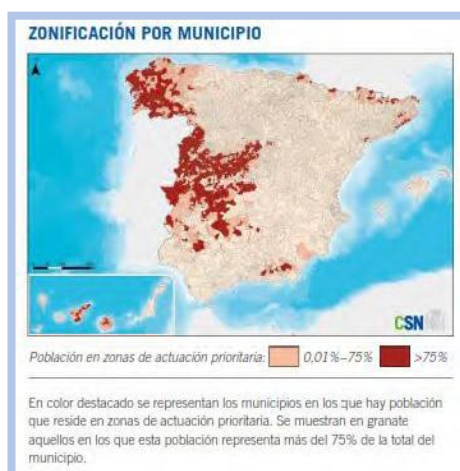 ZONIFICACIÓN POR MUNICIPIO
CSN
Población en zonas de actuación prioritaria: 0,01%–75% >75%
En color destacado se representan los municipios en los que hay población
que reside en zonas de actuación prioritaria. Se muestran en granate
aquellos en los que esta población representa más del 75% de la total del
municipio.